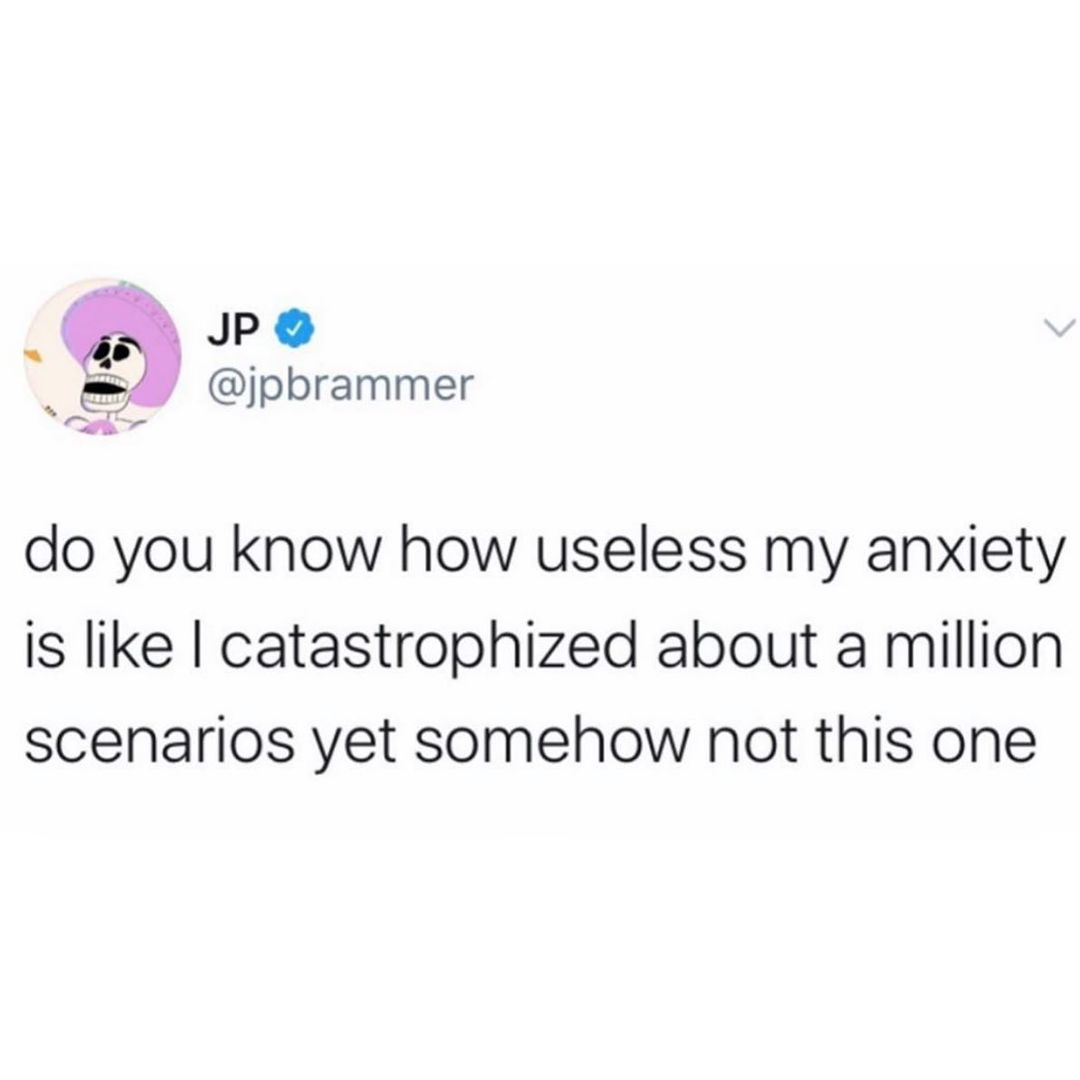 JP
@jpbrammer
do you know how useless my anxiety
is like I catastrophized about a million
scenarios yet somehow not this one